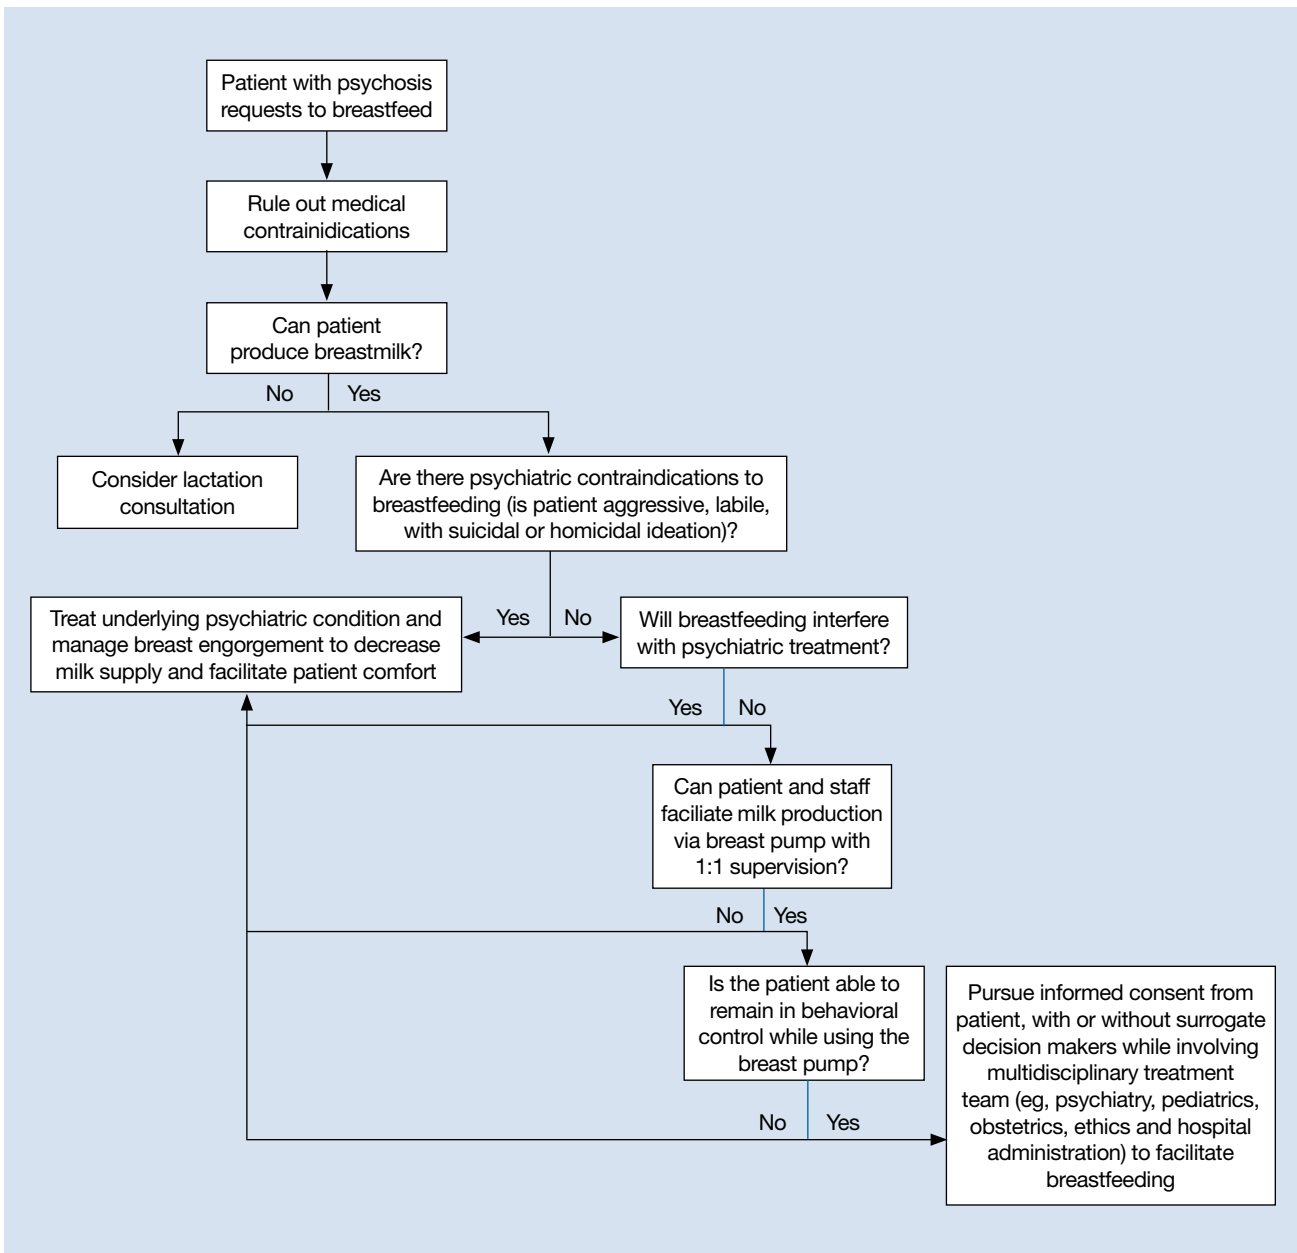 Patient with psychosis
requests to breastfeed
Rule out medical
contrainidications
Can patient
produce breastmilk?
No
Yes
Consider lactation
consultation
Are there psychiatric contraindications to
breastfeeding (is patient aggressive, labile,
with suicidal or homicidal ideation)?
Yes
No
Treat underlying psychiatric condition and
manage breast engorgement to decrease
milk supply and facilitate patient comfort
Will breastfeeding interfere
with psychiatric treatment?
Yes
No
Can patient and staff
faciliate milk production
via breast pump with
1:1 supervision?
No
Yes
Is the patient able to
remain in behavioral
control while using the
breast pump?
No
Yes
Pursue informed consent from
patient, with or without surrogate
decision makers while involving
multidisciplinary treatment
team (eg, psychiatry, pediatrics,
obstetrics, ethics and hospital
administration) to facilitate
breastfeeding